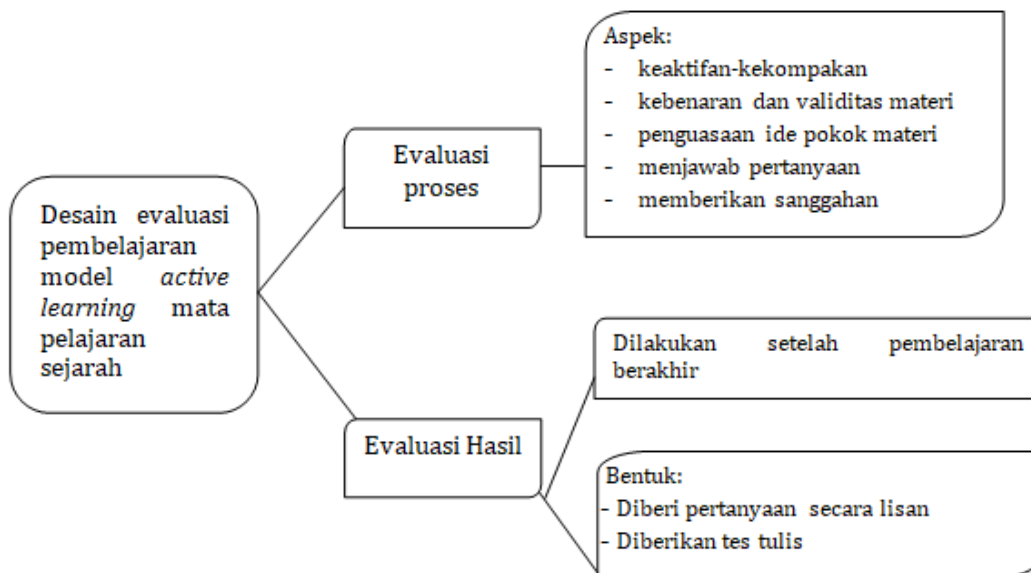 Desain evaluasi
pembelajaran
model active
learning mata
pelajaran
sejarah
Evaluasi
proses
Aspek:
- keaktifan-kekompakan
- kebenaran dan validitas materi
- penguasaan ide pokok materi
- menjawab pertanyaan
- memberikan sanggahan
Evaluasi Hasil
Dilakukan setelah pembelajaran
berakhir
Bentuk:
- Diberi pertanyaan secara lisan
- Diberikan tes tulis